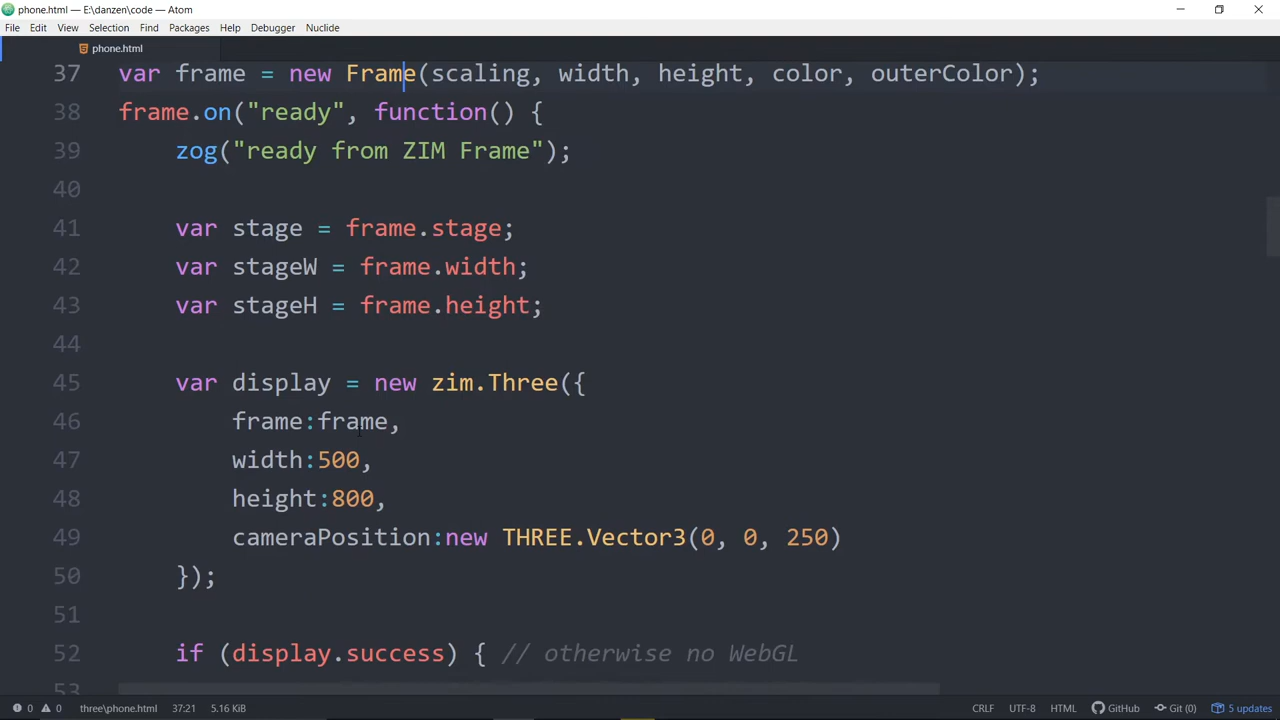 phone.html — E:\danzen\code — Atom
File Edit View Selection Find Packages Help Debugger Nuclide
phone.html
37 var frame = new Frame(scaling, width, height, color, outerColor);
38 frame.on("ready", function() {
39 zog("ready from ZIM Frame");
40
41 var stage = frame.stage;
42 var stageW = frame.width;
43 var stageH = frame.height;
44
45 var display = new zim.Three({
46 frame:frame,
47 width:500,
48 height:800,
49 cameraPosition:new THREE.Vector3(0, 0, 250)
50 });
51
52 if (display.success) { // otherwise no WebGL
53
0 0 three\phone.html 37:21 5.16 KiB CRLF UTF-8 HTML GitHub Git (0) 5 updates